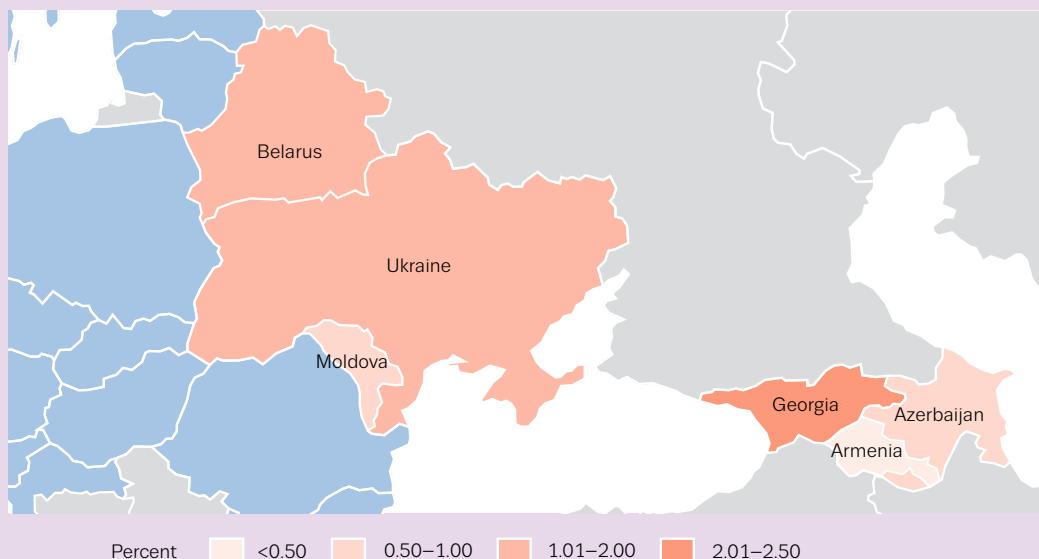 Belarus
Ukraine
Moldova
Georgia
Azerbaijan
Armenia
Percent <0.50 0.50–1.00 1.01–2.00 2.01–2.50